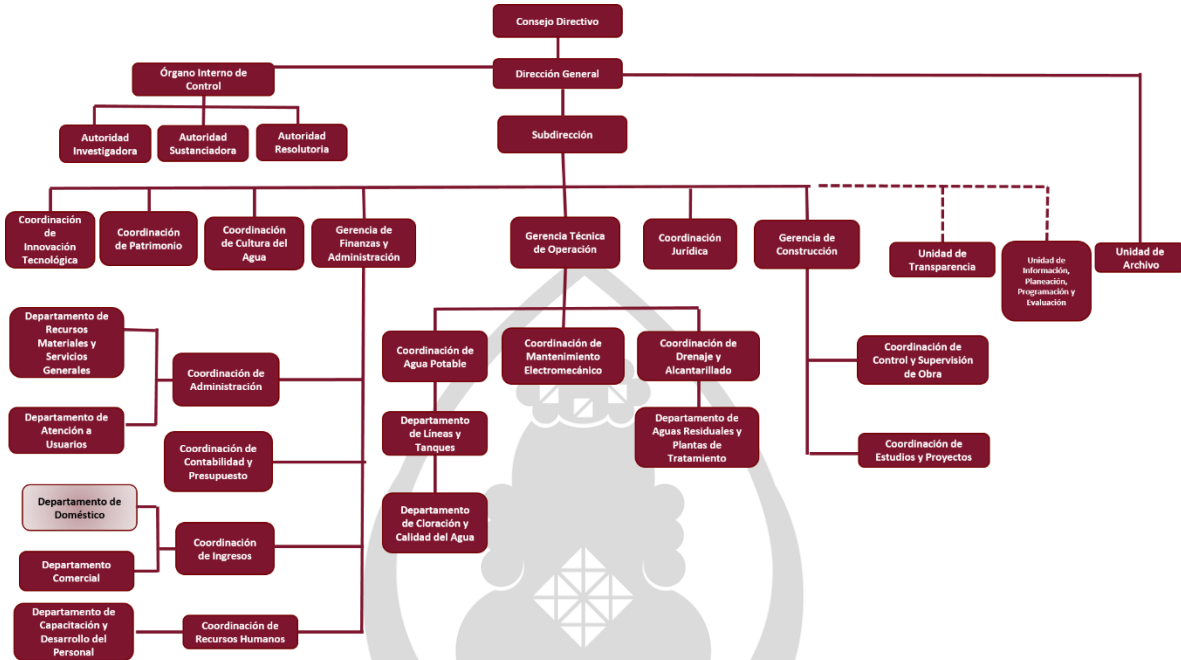 Consejo Directivo
Órgano Interno de
Control
Dirección General
Autoridad
Investigadora
Autoridad
Sustanciadora
Autoridad
Resolutoria
Subdirección
Coordinación
de
Innovación
Tecnológica
Coordinación
de Patrimonio
Coordinación
de Cultura del
Agua
Gerencia de
Finanzas y
Administración
Gerencia Técnica
de Operación
Coordinación
Jurídica
Gerencia de
Construcción
Unidad de
Transparencia
Unidad de
Información,
Planeación,
Programación y
Evaluación
Unidad de
Archivo
Departamento de
Recursos
Materiales y
Servicios
Generales
Coordinación de
Administración
Departamento de
Atención a
Usuarios
Coordinación de
Contabilidad y
Presupuesto
Departamento de
Doméstico
Coordinación
de Ingresos
Departamento
Comercial
Departamento de
Capacitación y
Desarrollo del
Personal
Coordinación de
Recursos Humanos
Coordinación de
Agua Potable
Coordinación de
Mantenimiento
Electromecánico
Coordinación de
Drenaje y
Alcantarillado
Departamento
de Líneas y
Tanques
Departamento de
Aguas Residuales y
Plantas de
Tratamiento
Departamento
de Cloración y
Calidad del Agua
Coordinación de
Control y Supervisión
de Obra
Coordinación de
Estudios y Proyectos